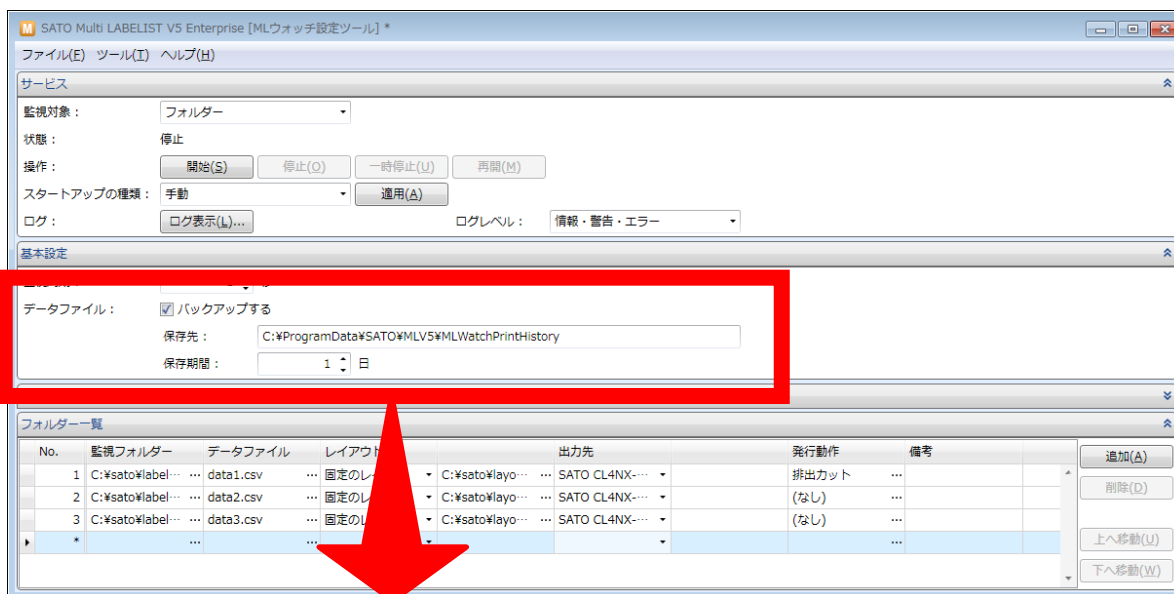 SATO Multi LABELIST V5 Enterprise [MLウォッチ設定ツール] *
ファイル(F) ツール(T) ヘルプ(H)
サービス
監視対象： フォルダー
状態： 停止
操作： 開始(S) 停止(O) 一時停止(U) 再開(M)
スタートアップの種類： 手動 適用(A)
ログ： ログ表示(L)... ログレベル： 情報・警告・エラー
基本設定
データファイル： バックアップする
保存先： C:¥ProgramData¥SATO¥MLV5¥MLWatchPrintHistory
保存期間： 1 日
フォルダー一覧
No. 監視フォルダー データファイル レイアウト 出力先 発行動作 備考 追加(A)
1 C:¥sato¥label… ... data1.csv ... 固定のレ C:¥sato¥layo… ... SATO CL4NX-… 排出カット ...
削除(D)
2 C:¥sato¥label… ... data2.csv ... 固定のレ C:¥sato¥layo… ... SATO CL4NX-… (なし) ...
3 C:¥sato¥label… ... data3.csv ... 固定のレ C:¥sato¥layo… ... SATO CL4NX-… (なし) ...
* ... ... ... ...
上へ移動(U)
下へ移動(W)